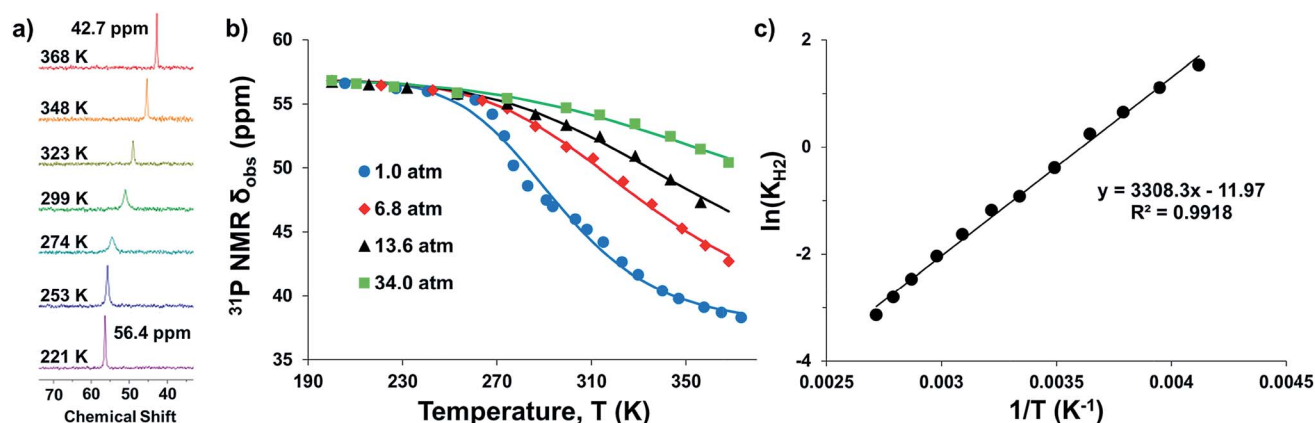 a)
42.7 ppm
368 K
348 K
323 K
299 K
274 K
253 K
56.4 ppm
221 K
70 60 50 40
Chemical Shift
b)
60
55
50
45
40
35
³¹P NMR δobs (ppm)
1.0 atm
6.8 atm
13.6 atm
34.0 atm
190 230 270 310 350
Temperature, T (K)
c)
2
0
-2
-4
ln(KH2)
y = 3308.3x - 11.97
R² = 0.9918
0.0025 0.003 0.0035 0.004 0.0045
1/T (K⁻¹)